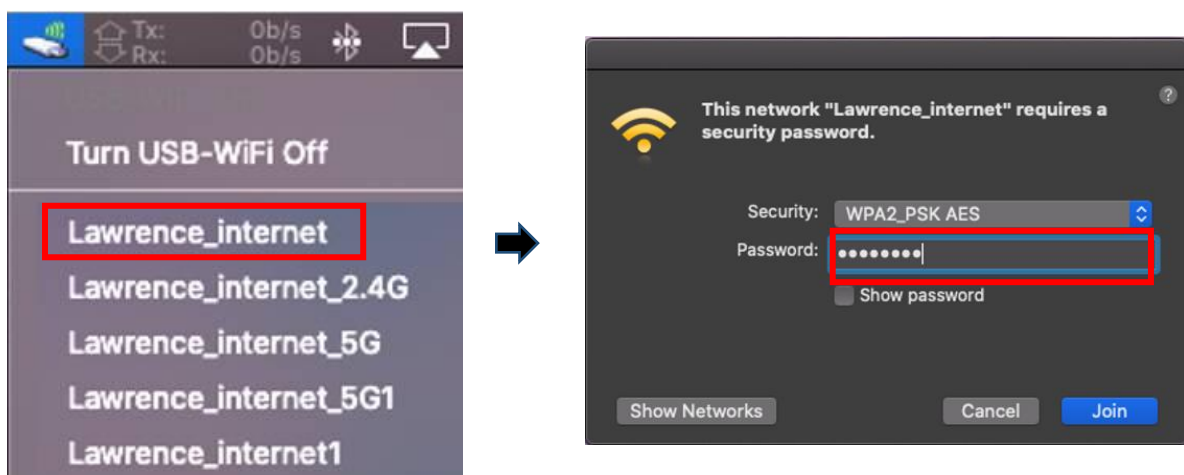 Tx: 0b/s
Rx: 0b/s
Turn USB-WiFi Off
Lawrence_internet
Lawrence_internet_2.4G
Lawrence_internet_5G
Lawrence_internet_5G1
Lawrence_internet1
?
This network "Lawrence_internet" requires a
security password.
Security: WPA2_PSK AES
Password: ••••••••
Show password
Show Networks Cancel Join